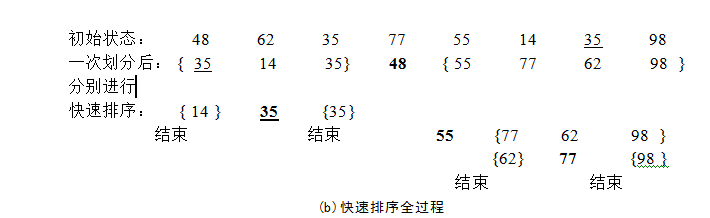 初始状态： 48 62 35 77 55 14 35 98
一次划分后：{ 35 14 35} 48 { 55 77 62 98 }
分别进行
快速排序： { 14 } 35 {35}
结束 结束 55 {77 62 98 }
{62} 77 {98 }
结束 结束
(b)快速排序全过程